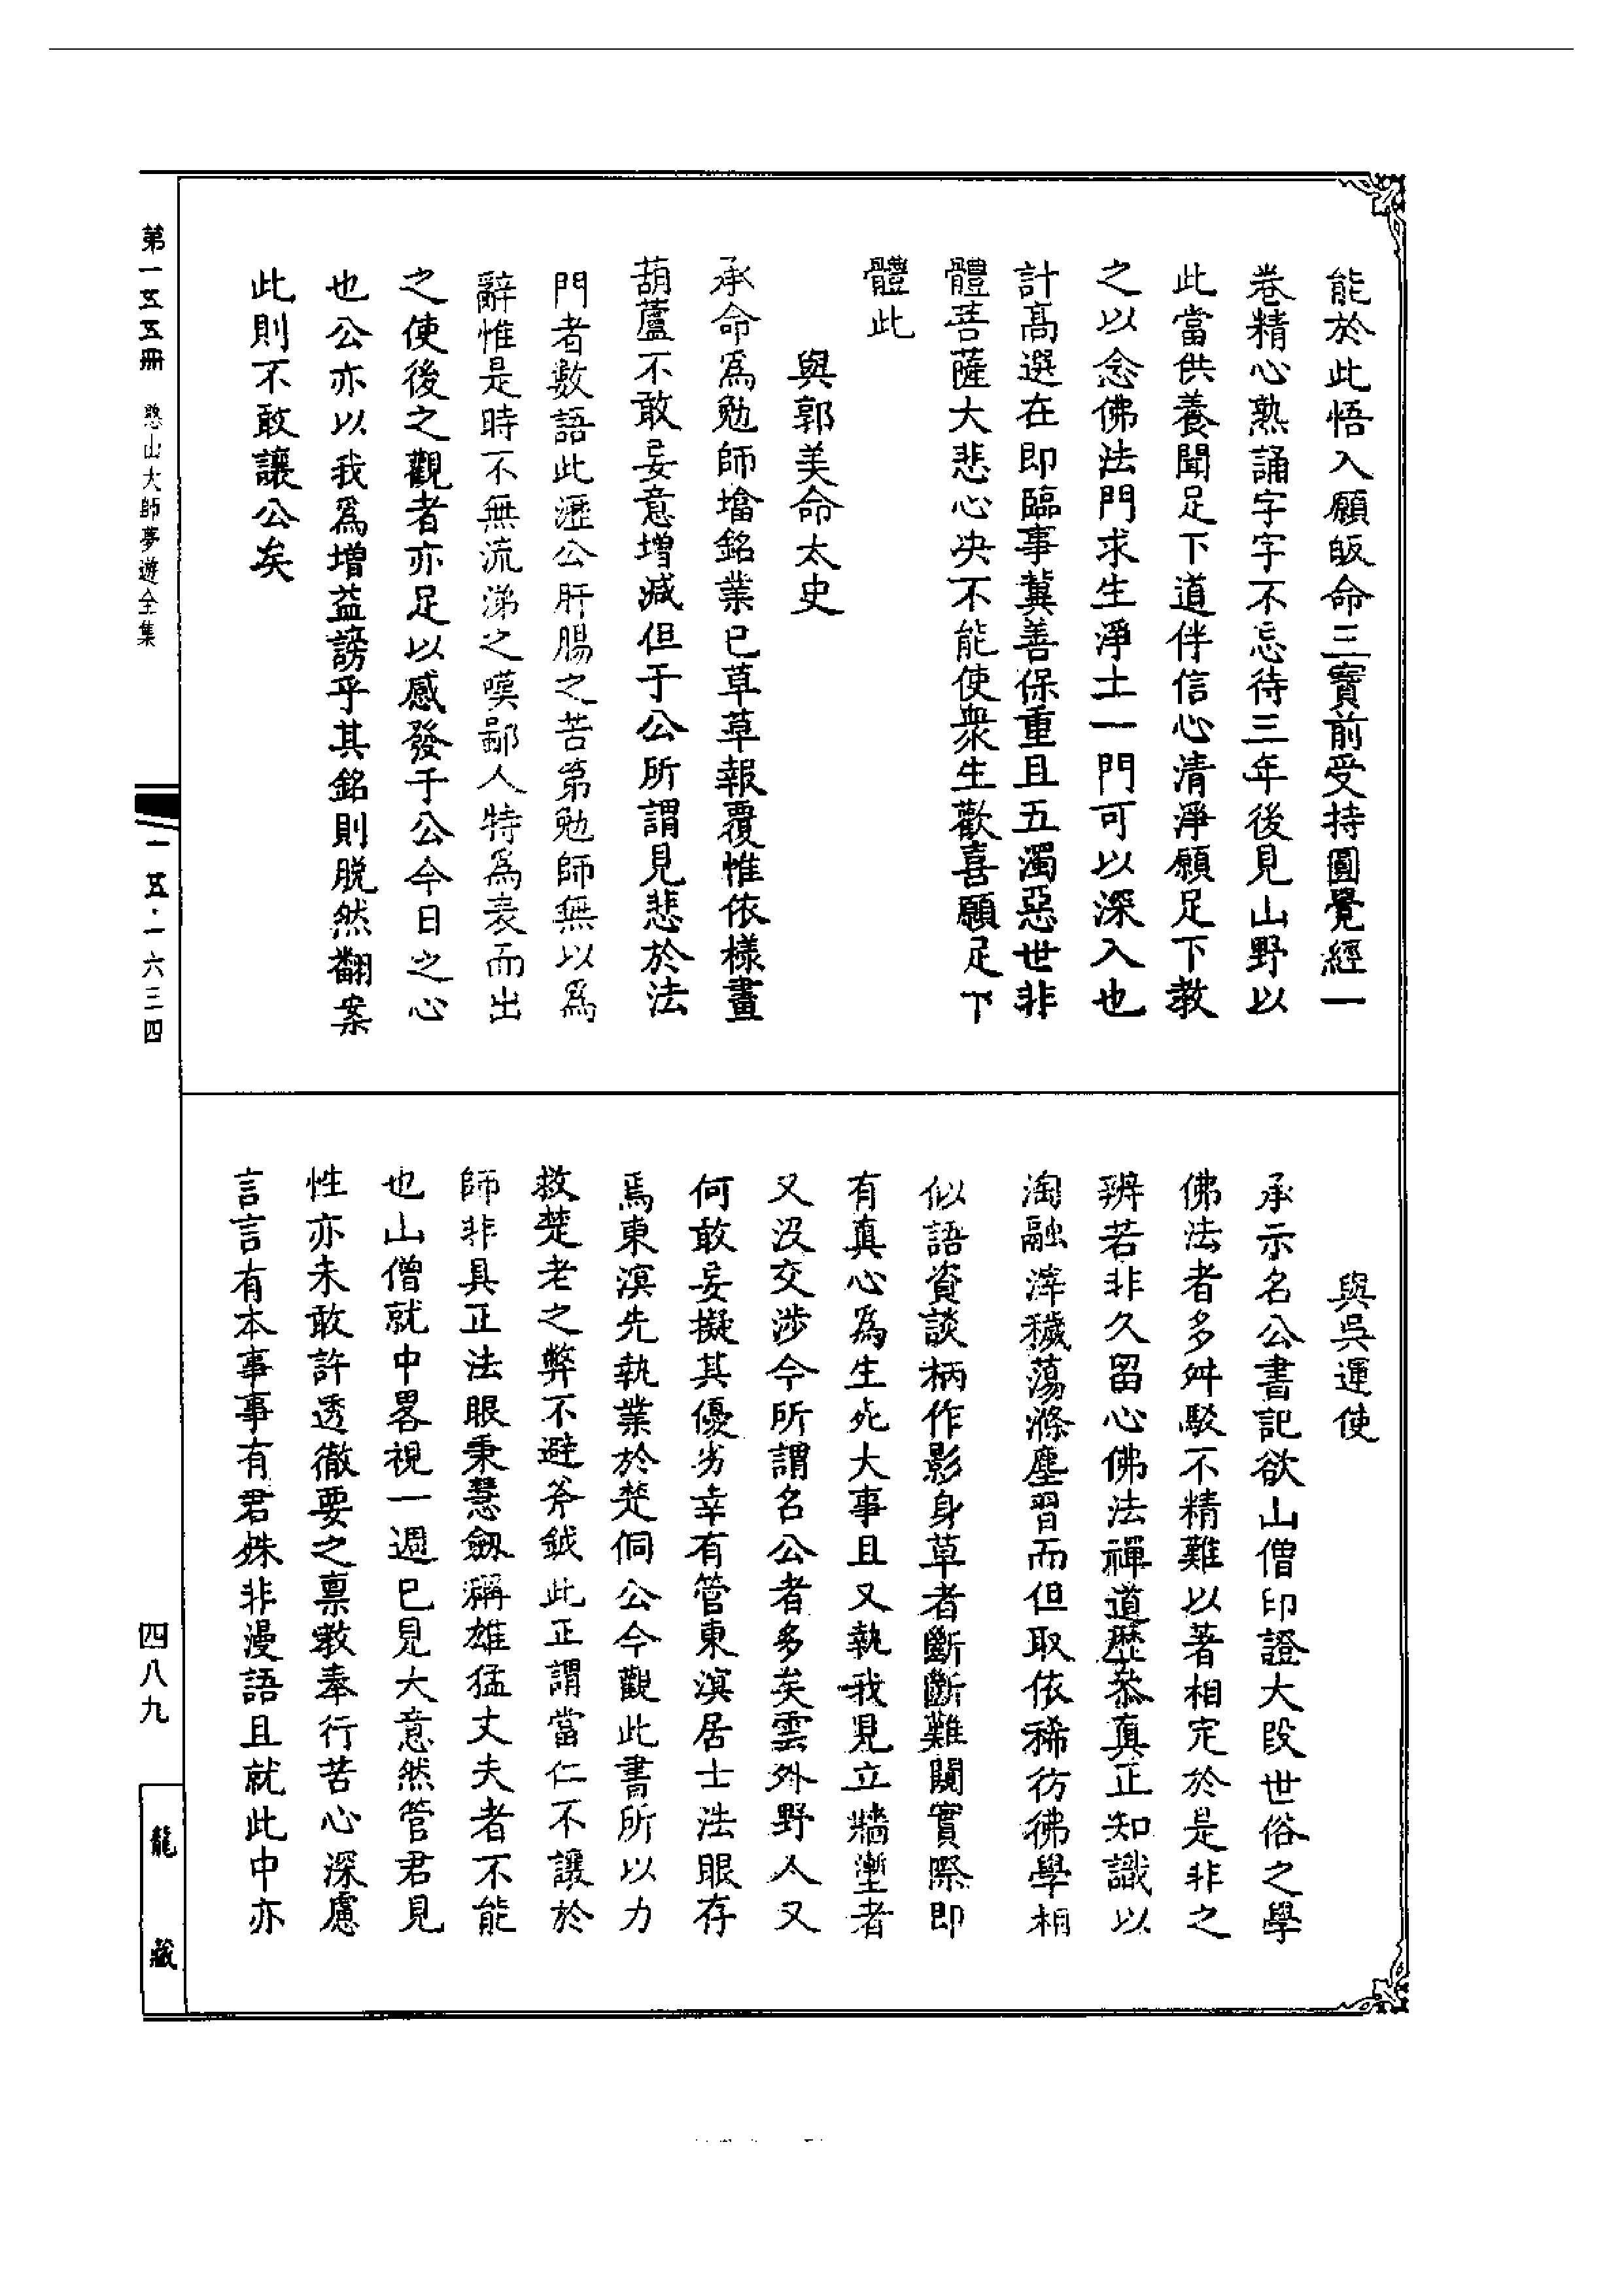 能於此悟入願皈命三寶前受持圓覺經一
卷精心熟誦字字不忘待三年後見山野以
此當供養聞足下道伴信心清淨願足下教
之以念佛法門求生淨土一門可以深入也
計高選在即臨事冀善保重且五濁惡世非
體菩薩大悲心决不能使衆生歡喜願足下
體此
與郭美命太史
承命爲勉師墖銘業已草草報覆惟依樣畫
葫蘆不敢妄意增减但于公所謂見悲於法
門者數語此瀝公肝腸之苦第勉師無以爲
辭惟是時不無流涕之嘆鄙人特爲表而出
之使後之觀者亦足以感發于公今日之心
也公亦以我爲增益謗乎其銘則脱然翻案
此則不敢讓公矣
與吳運使
承示名公書記欲山僧印證大段世俗之學
佛法者多舛駁不精難以著相定於是非之
辨若非久留心佛法禪道歷叅真正知識以
淘融滓穢蕩滌塵習而但取依稀彷彿學相
似語資談柄作影身草者斷斷難闚實際即
有真心爲生死大事且又執我見立牆壍者
又沒交涉今所謂名公者多矣雲外野人又
何敢妄擬其優劣幸有管東溟居士法眼存
焉東溟先執業於楚侗公今觀此書所以力
救楚老之弊不避斧鉞此正謂當仁不讓於
師非具正法眼秉慧劒稱雄猛丈夫者不能
也山僧就中畧視一週已見大意然管君見
性亦未敢許透徹要之禀教奉行苦心深慮
言言有本事事有君殊非漫語且就此中亦
第一五五冊 憨山大師夢遊全集
一五五·一六三四
四八九
龍藏